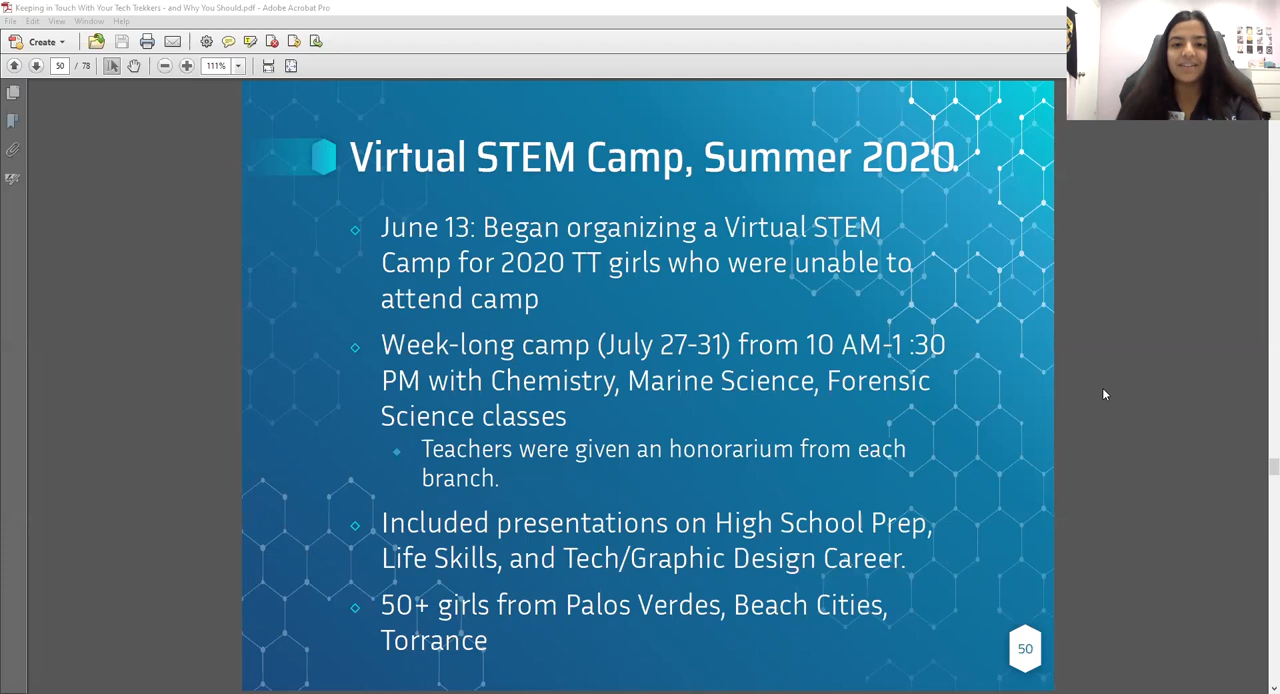 Keeping in Touch With Your Tech Trekkers - and Why You Should.pdf - Adobe Acrobat Pro
File Edit View Window Help
Create
50 / 78 111%
Virtual STEM Camp, Summer 2020.
June 13: Began organizing a Virtual STEM
Camp for 2020 TT girls who were unable to
attend camp
Week-long camp (July 27-31) from 10 AM-1 :30
PM with Chemistry, Marine Science, Forensic
Science classes
Teachers were given an honorarium from each
branch.
Included presentations on High School Prep,
Life Skills, and Tech/Graphic Design Career.
50+ girls from Palos Verdes, Beach Cities,
Torrance
50